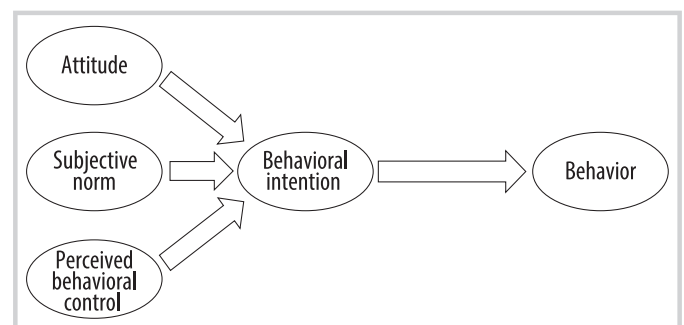 Attitude
Subjective
norm
Perceived
behavioral
control
Behavioral
intention
Behavior